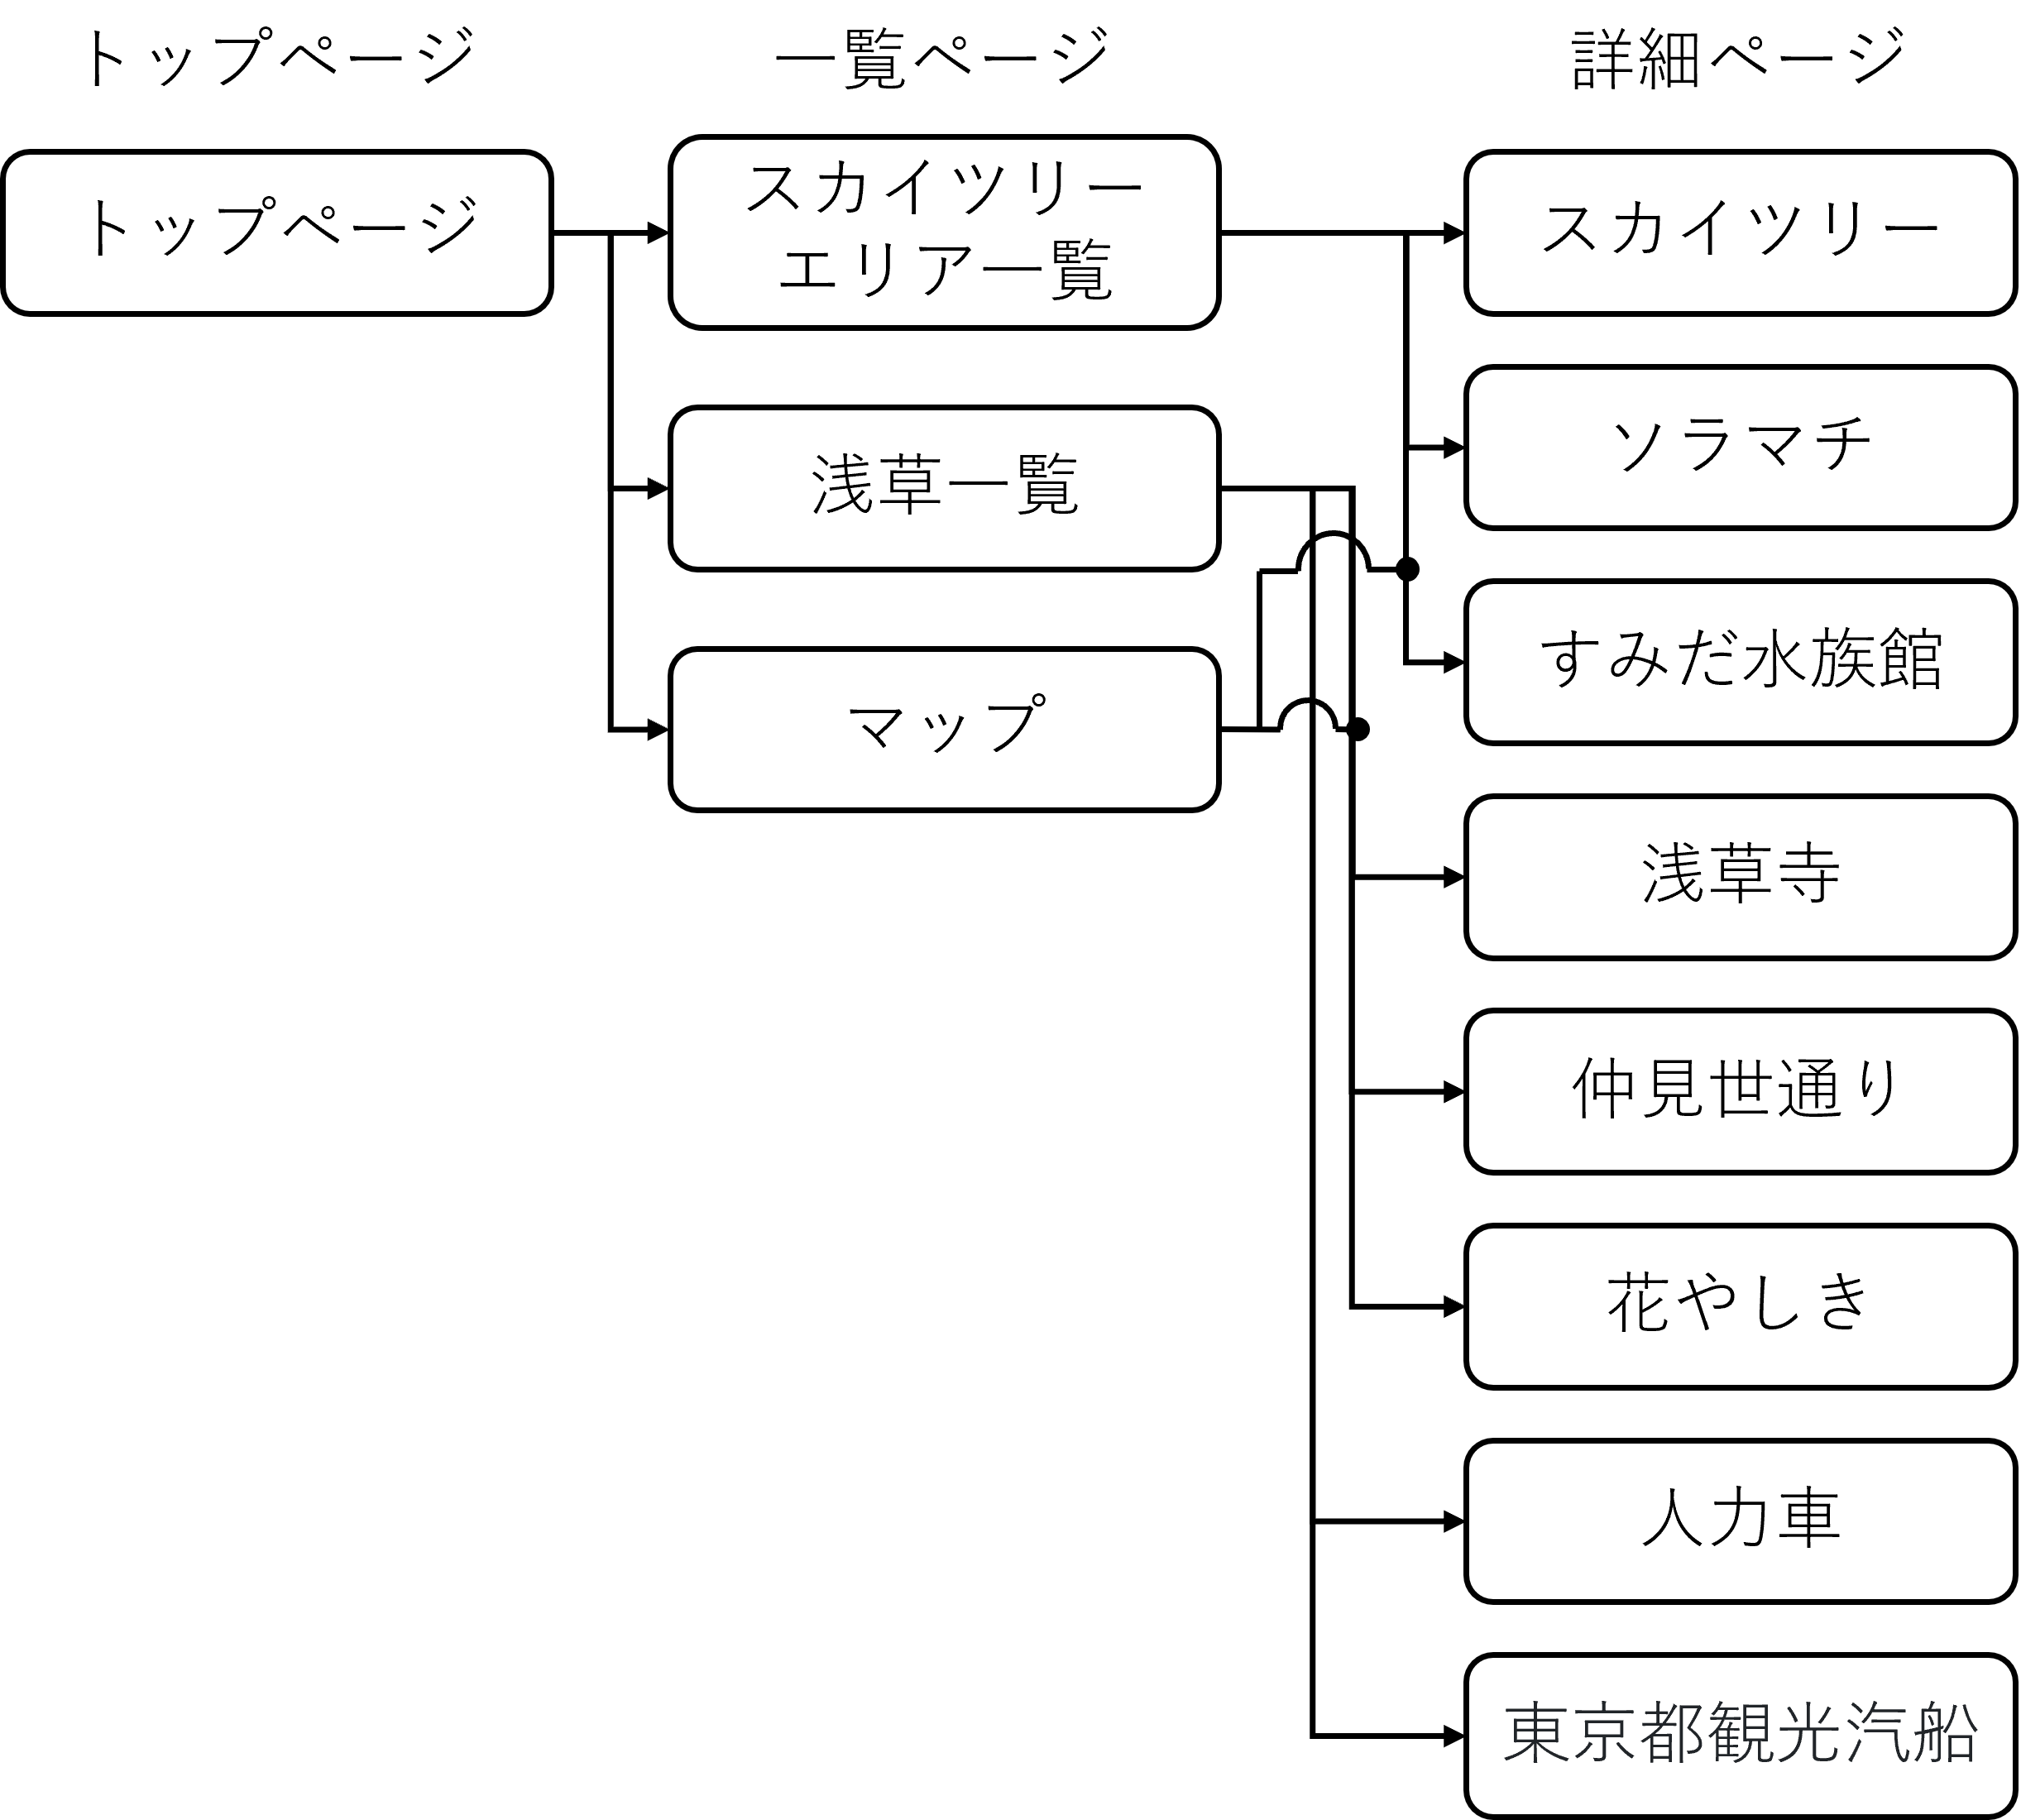 トップページ
一覧ページ
詳細ページ
トップページ
スカイツリー
エリア一覧
浅草一覧
マップ
スカイツリー
ソラマチ
すみだ水族館
浅草寺
仲見世通り
花やしき
人力車
東京都観光汽船